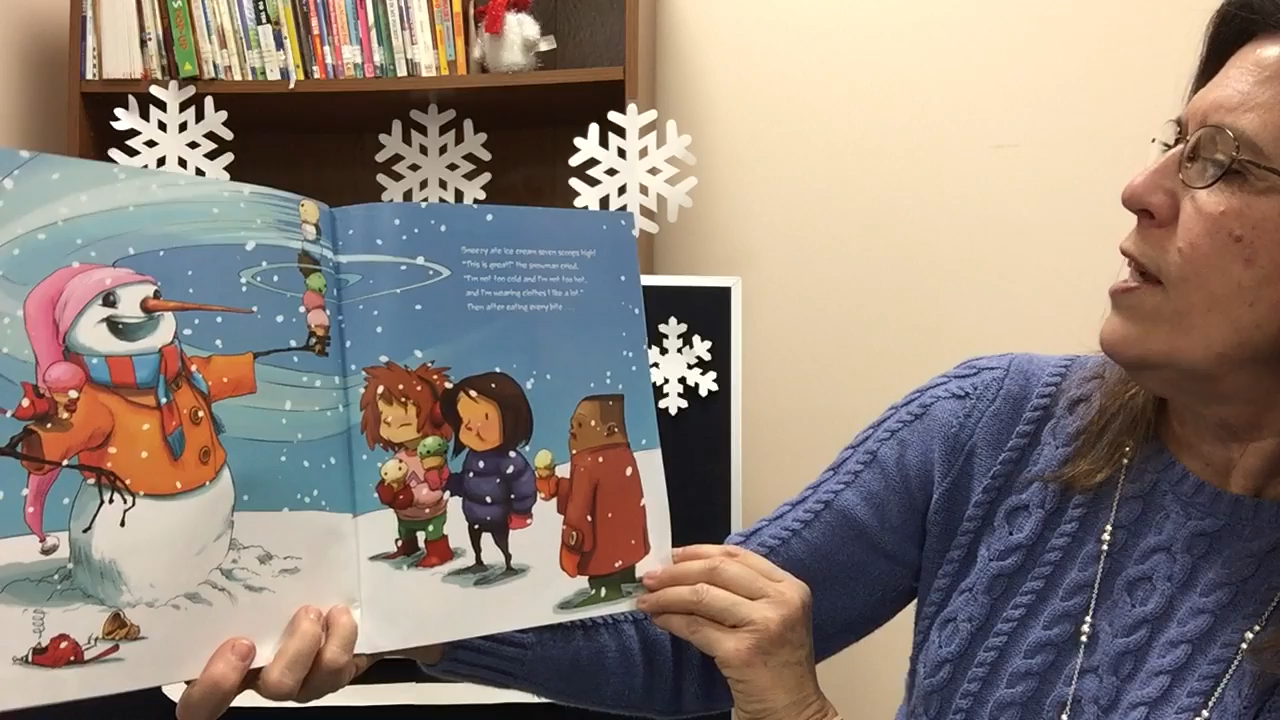 Sneezy ate ice cream seven scoops high!
"This is great!" the snowman cried.
"I'm not too cold and I'm not too hot,
and I'm wearing clothes I like a lot."
Then after eating every bite . . .